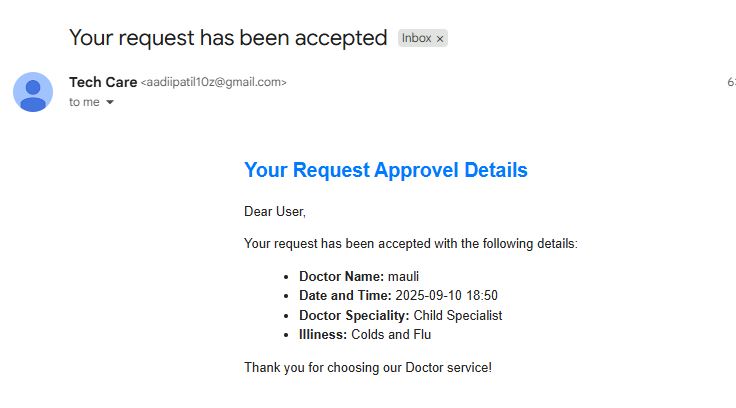 Your request has been accepted Inbox ×
Tech Care <aadiipatil10z@gmail.com>
to me
Your Request Approvel Details
Dear User,
Your request has been accepted with the following details:
• Doctor Name: mauli
• Date and Time: 2025-09-10 18:50
• Doctor Speciality: Child Specialist
• Illiness: Colds and Flu
Thank you for choosing our Doctor service!